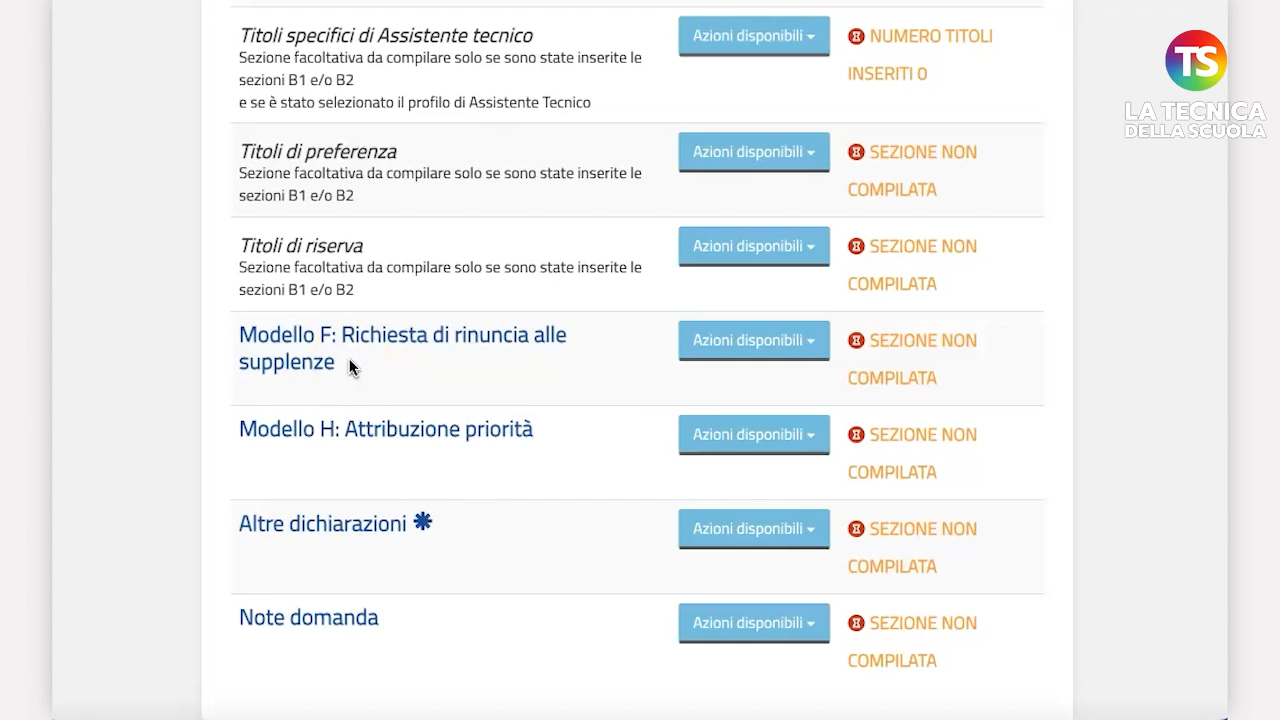 Titoli specifici di Assistente tecnico
Sezione facoltativa da compilare solo se sono state inserite le
sezioni B1 e/o B2
e se è stato selezionato il profilo di Assistente Tecnico
Azioni disponibili
NUMERO TITOLI
INSERITI 0
TS
LA TECNICA
DELLA SCUOLA
Titoli di preferenza
Sezione facoltativa da compilare solo se sono state inserite le
sezioni B1 e/o B2
Azioni disponibili
SEZIONE NON
COMPILATA
Titoli di riserva
Sezione facoltativa da compilare solo se sono state inserite le
sezioni B1 e/o B2
Azioni disponibili
SEZIONE NON
COMPILATA
Modello F: Richiesta di rinuncia alle
supplenze
Azioni disponibili
SEZIONE NON
COMPILATA
Modello H: Attribuzione priorità
Azioni disponibili
SEZIONE NON
COMPILATA
Altre dichiarazioni ✱
Azioni disponibili
SEZIONE NON
COMPILATA
Note domanda
Azioni disponibili
SEZIONE NON
COMPILATA